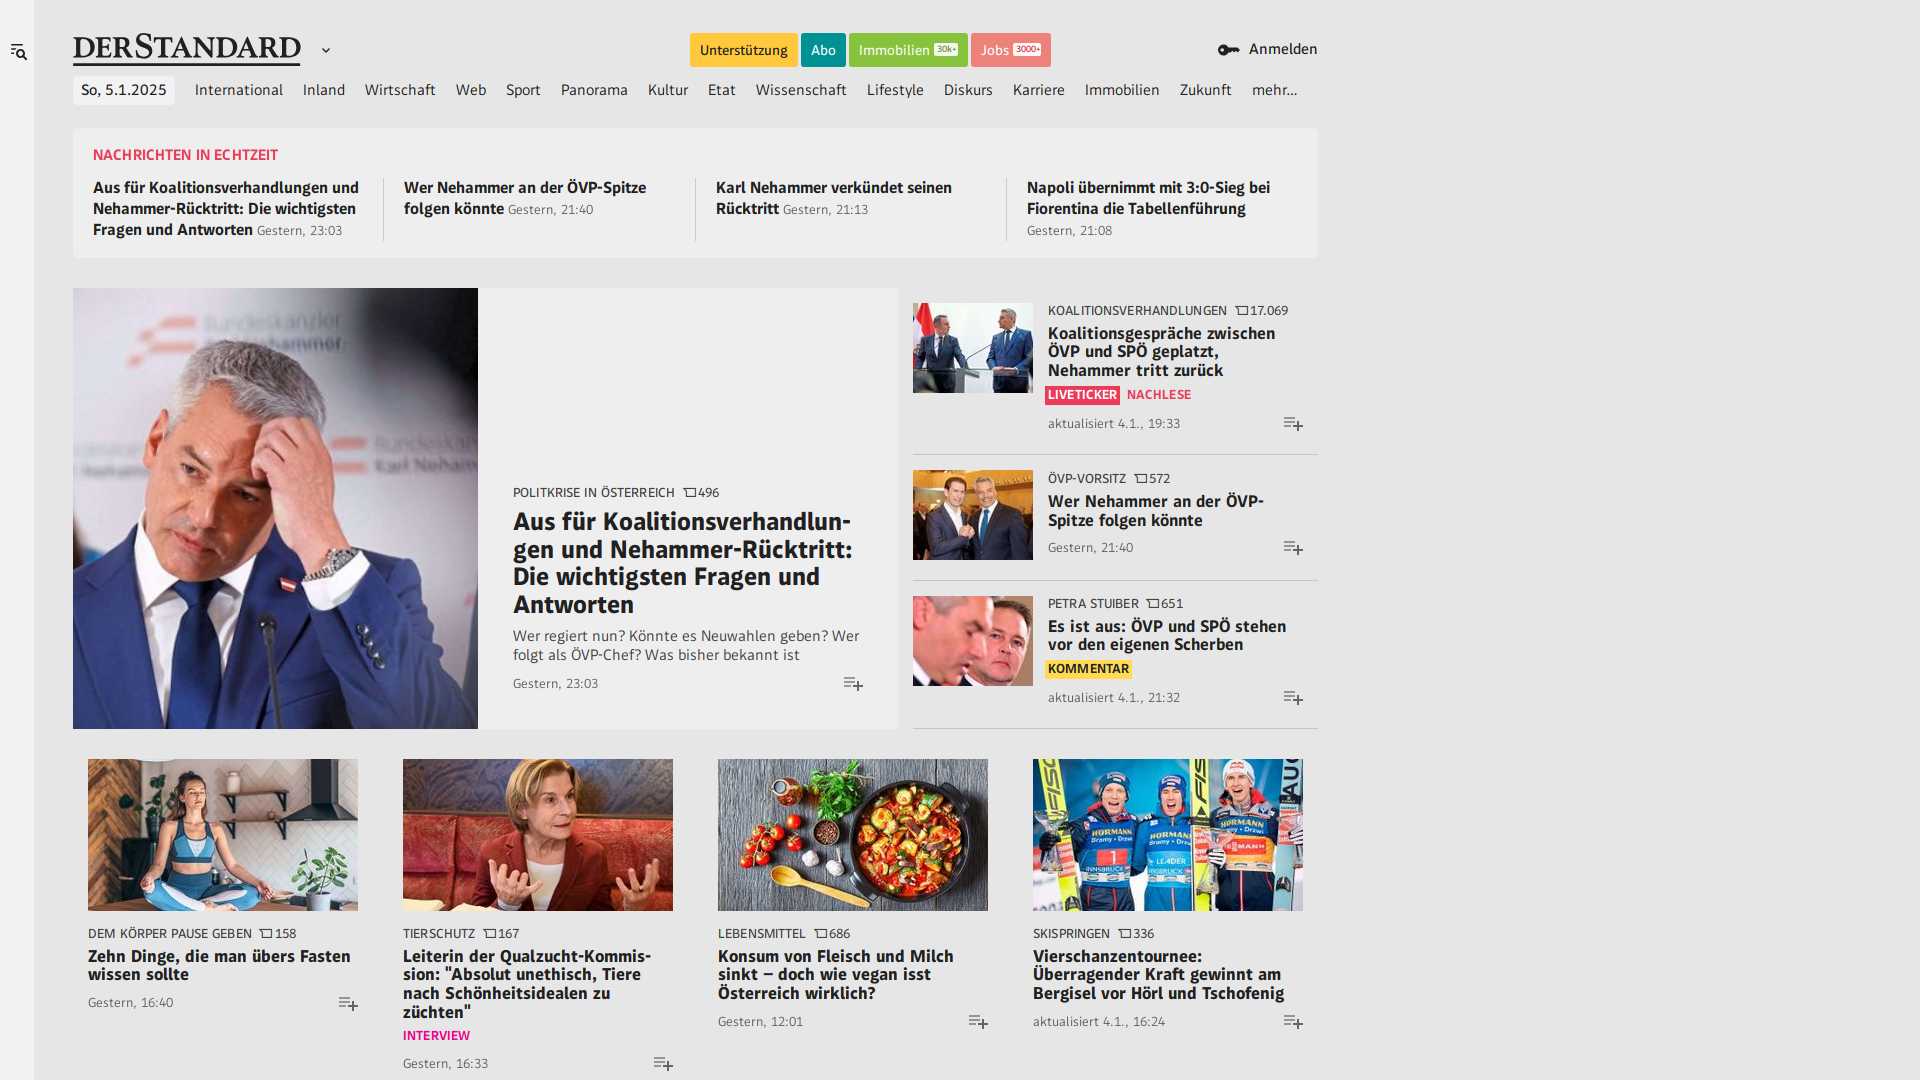 DERSTANDARD
Unterstützung
Abo
Immobilien 30k+
Jobs 3000+
Anmelden
So, 5.1.2025
International
Inland
Wirtschaft
Web
Sport
Panorama
Kultur
Etat
Wissenschaft
Lifestyle
Diskurs
Karriere
Immobilien
Zukunft
mehr…
NACHRICHTEN IN ECHTZEIT
Aus für Koalitionsverhandlungen und
Nehammer-Rücktritt: Die wichtigsten
Fragen und Antworten Gestern, 23:03
Wer Nehammer an der ÖVP-Spitze
folgen könnte Gestern, 21:40
Karl Nehammer verkündet seinen
Rücktritt Gestern, 21:13
Napoli übernimmt mit 3:0-Sieg bei
Fiorentina die Tabellenführung
Gestern, 21:08
Bundeskanzler
POLITKRISE IN ÖSTERREICH 496
Aus für Koalitionsverhandlun-
gen und Nehammer-Rücktritt:
Die wichtigsten Fragen und
Antworten
Wer regiert nun? Könnte es Neuwahlen geben? Wer
folgt als ÖVP-Chef? Was bisher bekannt ist
Gestern, 23:03
KOALITIONSVERHANDLUNGEN 17.069
Koalitionsgespräche zwischen
ÖVP und SPÖ geplatzt,
Nehammer tritt zurück
LIVETICKER NACHLESE
aktualisiert 4.1., 19:33
ÖVP-VORSITZ 572
Wer Nehammer an der ÖVP-
Spitze folgen könnte
Gestern, 21:40
PETRA STUIBER 651
Es ist aus: ÖVP und SPÖ stehen
vor den eigenen Scherben
KOMMENTAR
aktualisiert 4.1., 21:32
DEM KÖRPER PAUSE GEBEN 158
Zehn Dinge, die man übers Fasten
wissen sollte
Gestern, 16:40
TIERSCHUTZ 167
Leiterin der Qualzucht-Kommis-
sion: "Absolut unethisch, Tiere
nach Schönheitsidealen zu
züchten"
INTERVIEW
Gestern, 16:33
LEBENSMITTEL 686
Konsum von Fleisch und Milch
sinkt – doch wie vegan isst
Österreich wirklich?
Gestern, 12:01
FISC
HÖRMANN
1
INNSBRUCK
HÖRMANN
LEADER
HÖRMANN
SKISPRINGEN 336
Vierschanzentournee:
Überragender Kraft gewinnt am
Bergisel vor Hörl und Tschofenig
aktualisiert 4.1., 16:24